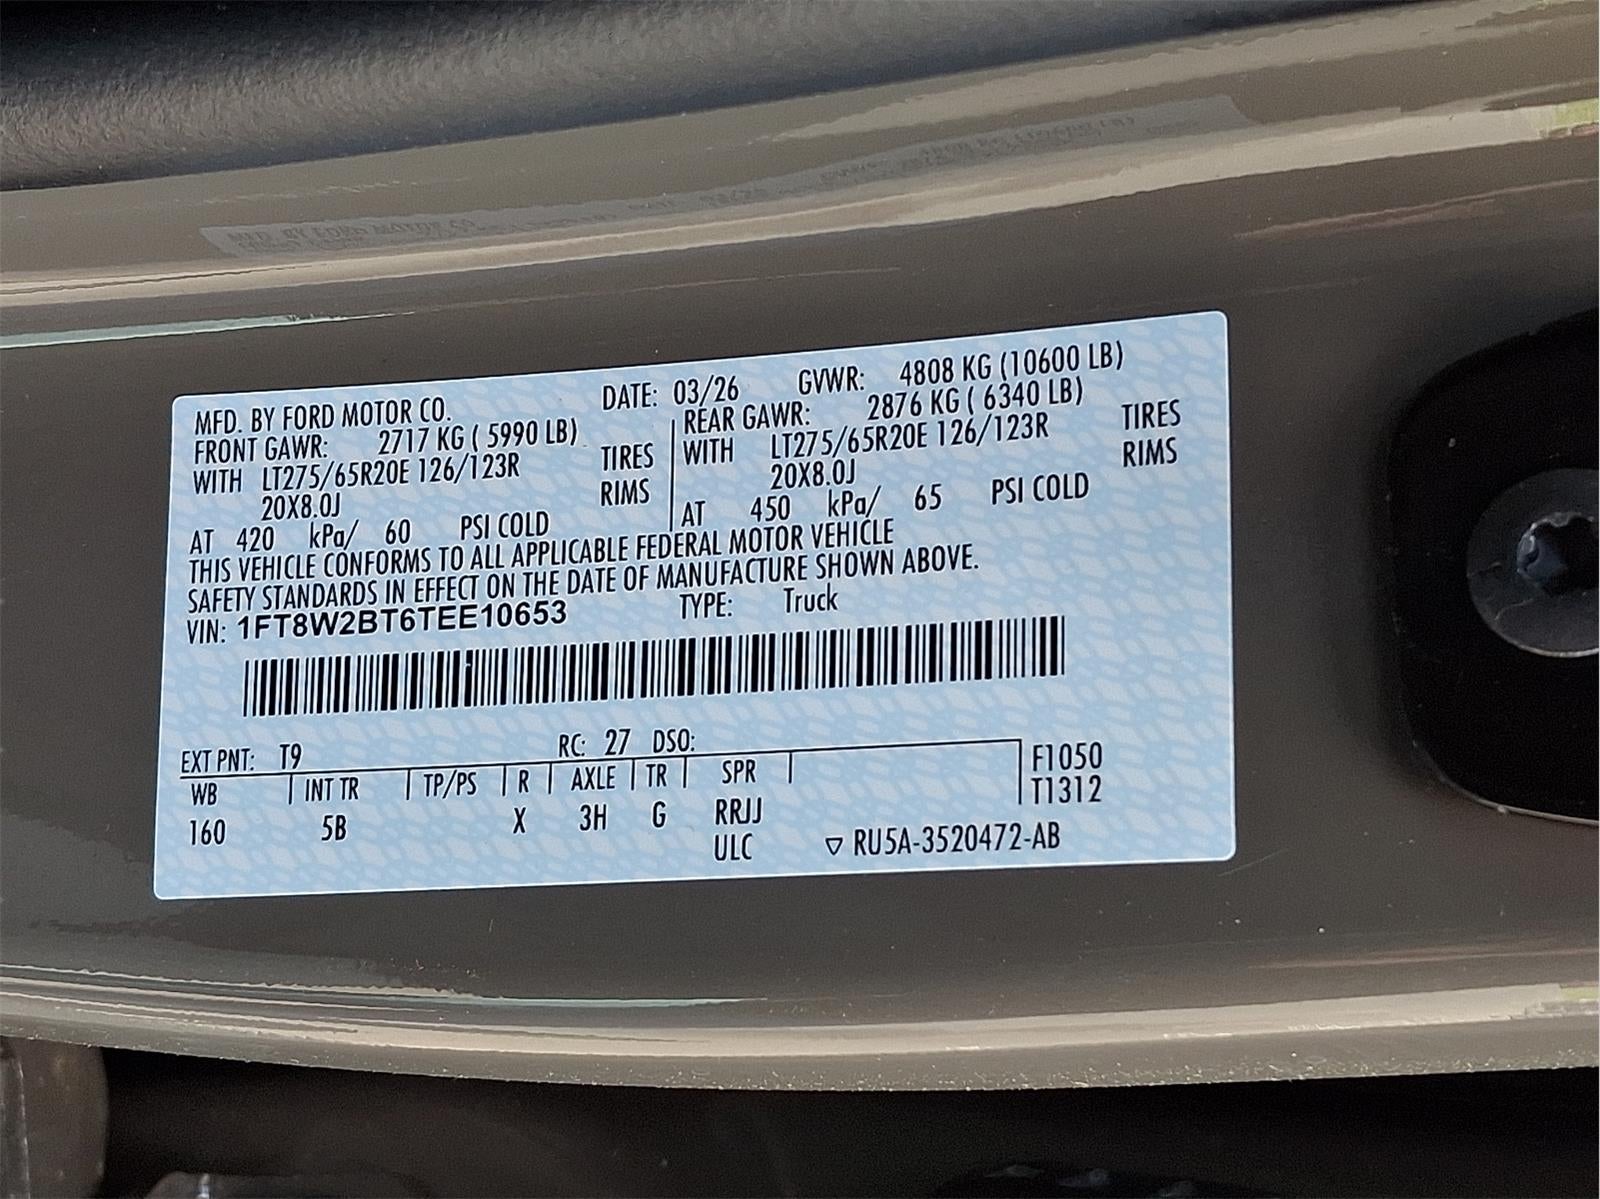 MFD. BY FORD MOTOR CO. DATE: 03/26 GVWR: 4808 KG (10600 LB)
FRONT GAWR: 2717 KG ( 5990 LB) REAR GAWR: 2876 KG ( 6340 LB)
WITH LT275/65R20E 126/123R TIRES WITH LT275/65R20E 126/123R TIRES
20X8.0J RIMS 20X8.0J RIMS
AT 420 kPa/ 60 PSI COLD AT 450 kPa/ 65 PSI COLD
THIS VEHICLE CONFORMS TO ALL APPLICABLE FEDERAL MOTOR VEHICLE
SAFETY STANDARDS IN EFFECT ON THE DATE OF MANUFACTURE SHOWN ABOVE.
VIN: 1FT8W2BT6TEE10653 TYPE: Truck
EXT PNT: T9 RC: 27 DSO:
WB INT TR TP/PS R AXLE TR SPR F1050
160 5B X 3H G RRJJ T1312
ULC ▽ RU5A-3520472-AB